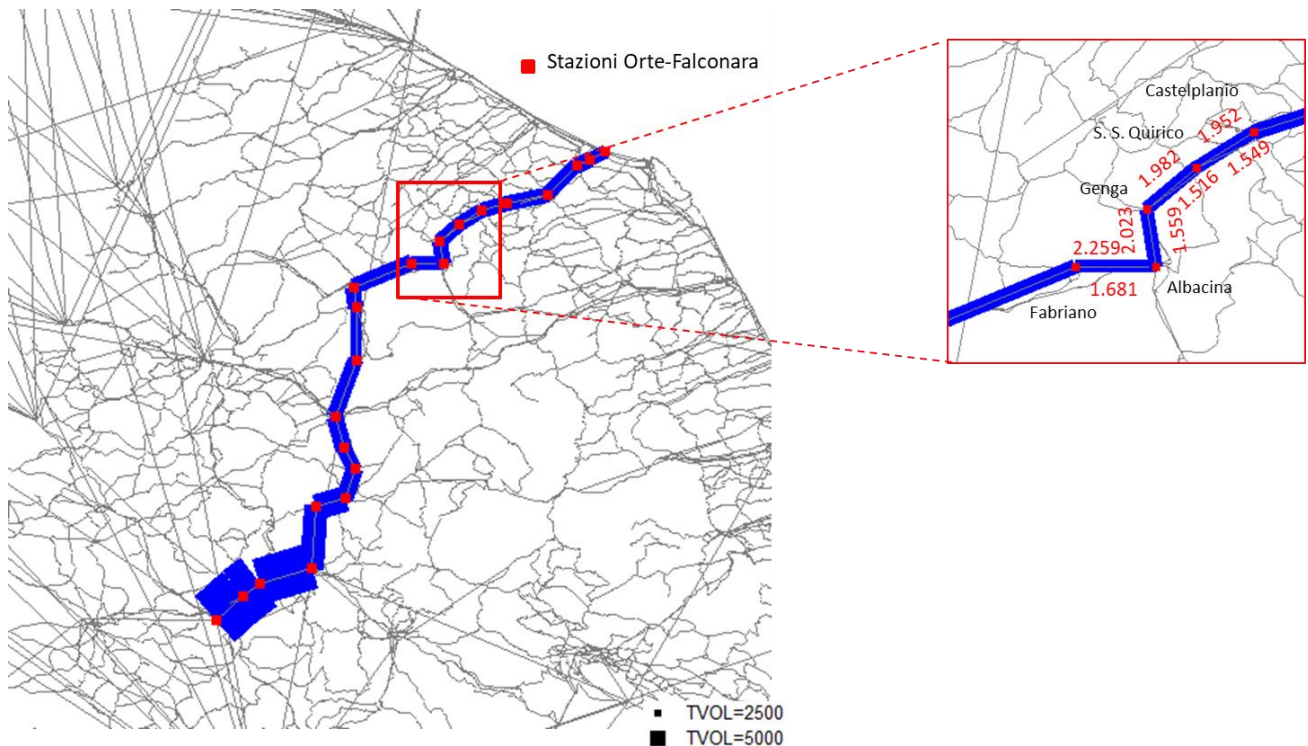 Stazioni Orte-Falconara
Castelplanio
1.952
S. S. Quirico
1.549
1.982
Genga
1.516
2.023
1.559
2.259
Albacina
1.681
Fabriano
TVOL=2500
TVOL=5000